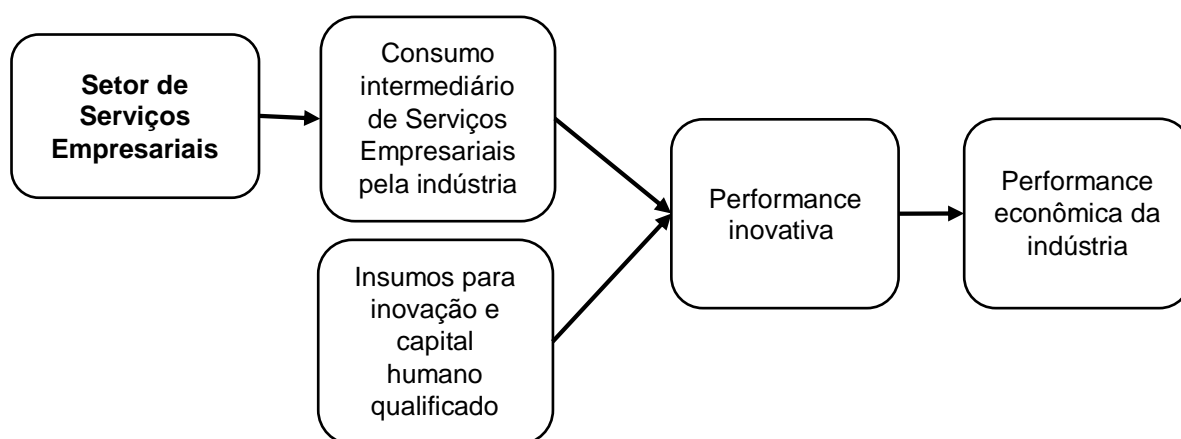 Setor de
Serviços
Empresariais
Consumo
intermediário
de Serviços
Empresariais
pela indústria
Insumos para
inovação e
capital
humano
qualificado
Performance
inovativa
Performance
econômica da
indústria